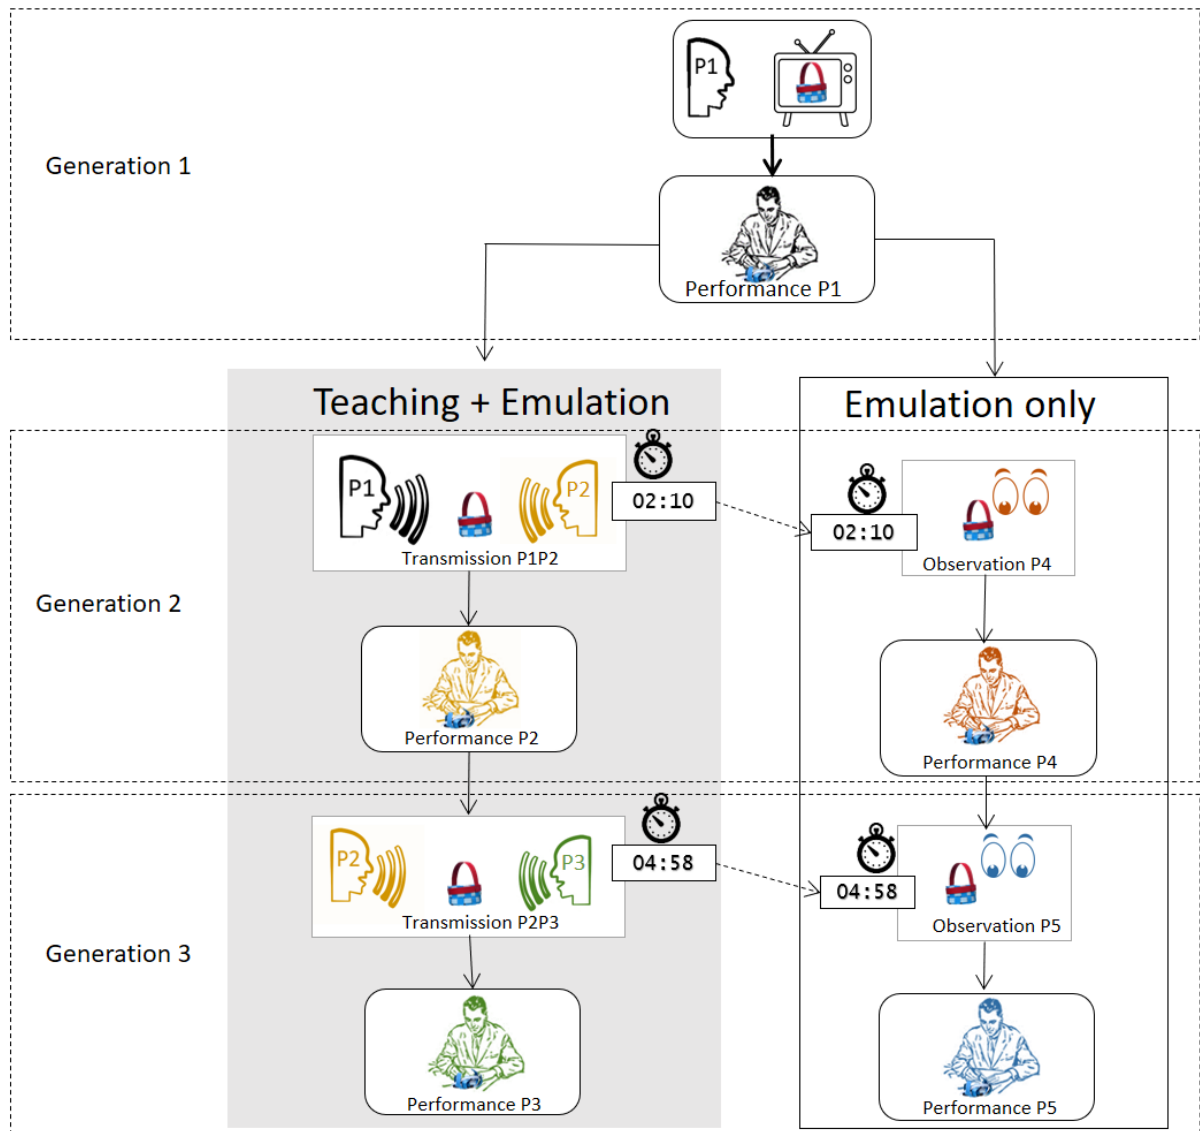 P1
Generation 1
Performance P1
Teaching + Emulation
Emulation only
P1
P2
02:10
02:10
Transmission P1P2
Observation P4
Generation 2
Performance P2
Performance P4
P2
P3
04:58
04:58
Transmission P2P3
Observation P5
Generation 3
Performance P3
Performance P5